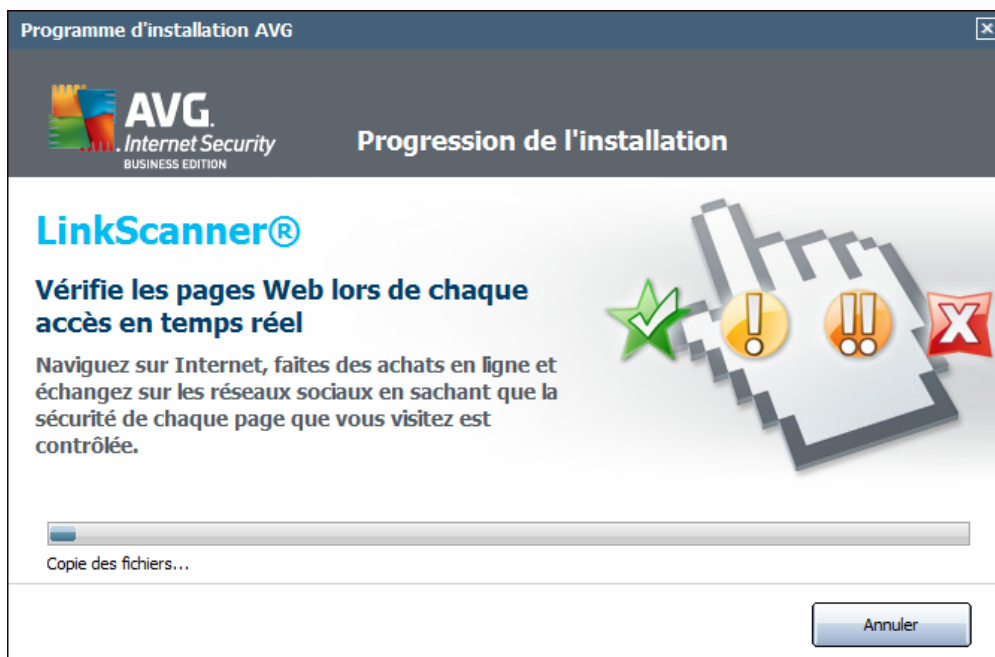 Programme d'installation AVG
AVG.
Internet Security
BUSINESS EDITION
Progression de l'installation
LinkScanner®
Vérifie les pages Web lors de chaque
accès en temps réel
Naviguez sur Internet, faites des achats en ligne et
échangez sur les réseaux sociaux en sachant que la
sécurité de chaque page que vous visitez est
contrôlée.
Copie des fichiers...
Annuler